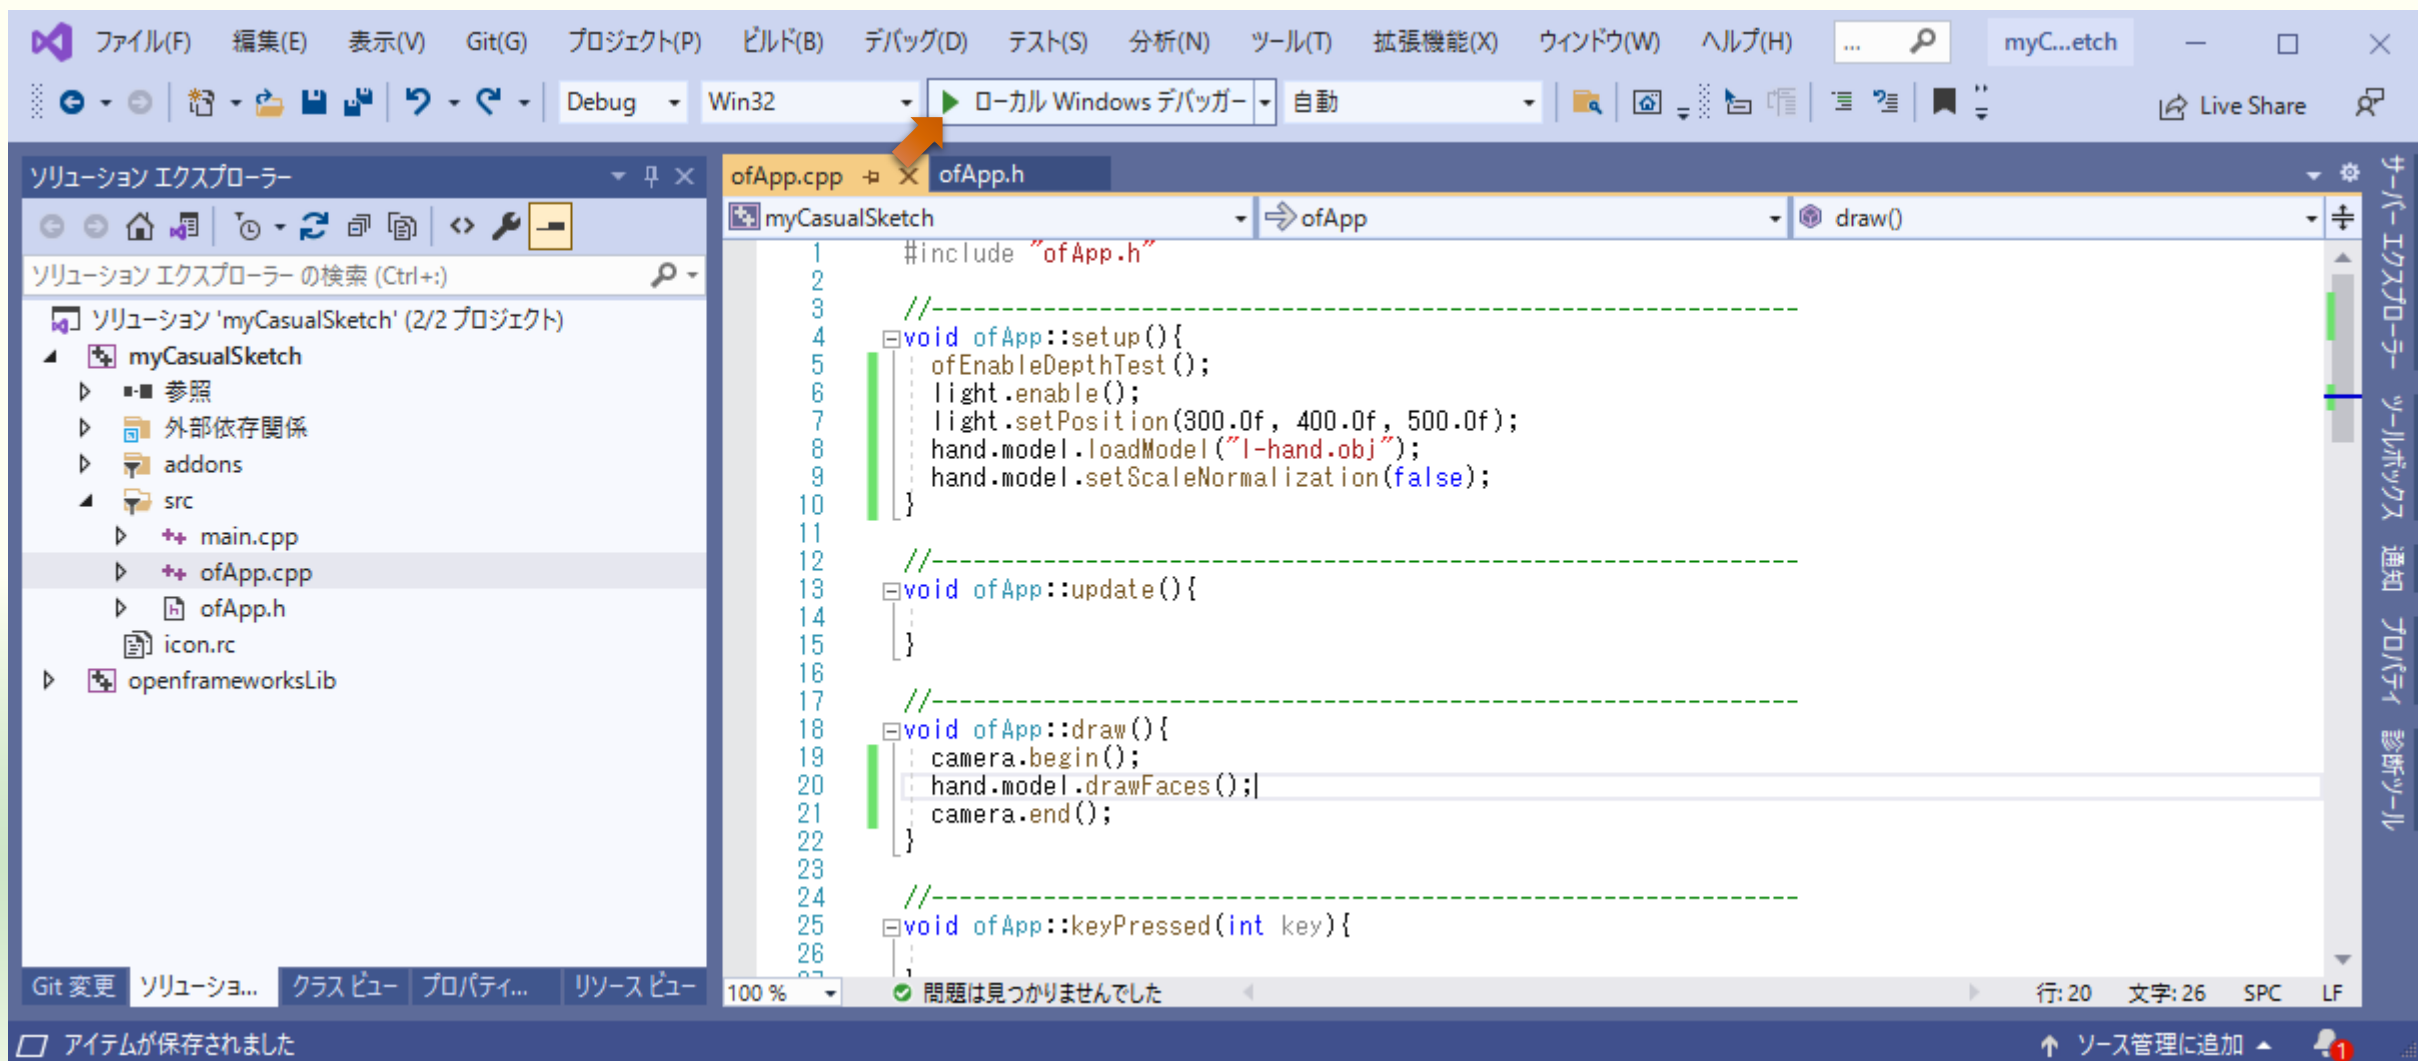 ファイル(F) 編集(E) 表示(V) Git(G) プロジェクト(P) ビルド(B) デバッグ(D) テスト(S) 分析(N) ツール(T) 拡張機能(X) ウィンドウ(W) ヘルプ(H) ... myC...etch
Debug Win32 ローカル Windows デバッガー 自動 Live Share
ソリューション エクスプローラー
ソリューション エクスプローラー の検索 (Ctrl+:)
ソリューション 'myCasualSketch' (2/2 プロジェクト)
myCasualSketch
参照
外部依存関係
addons
src
main.cpp
ofApp.cpp
ofApp.h
icon.rc
openframeworksLib
Git 変更 ソリューショ... クラス ビュー プロパティ... リソース ビュー
ofApp.cpp ofApp.h
myCasualSketch ofApp draw()
1 #include "ofApp.h"
2
3 //--------------------------------------------------------------
4 void ofApp::setup(){
5 ofEnableDepthTest();
6 light.enable();
7 light.setPosition(300.0f, 400.0f, 500.0f);
8 hand.model.loadModel("l-hand.obj");
9 hand.model.setScaleNormalization(false);
10 }
11
12 //--------------------------------------------------------------
13 void ofApp::update(){
14
15 }
16
17 //--------------------------------------------------------------
18 void ofApp::draw(){
19 camera.begin();
20 hand.model.drawFaces();
21 camera.end();
22 }
23
24 //--------------------------------------------------------------
25 void ofApp::keyPressed(int key){
26
27 }
100 % 問題は見つかりませんでした 行: 20 文字: 26 SPC LF
サーバー エクスプローラー
ツールボックス
通知
プロパティ
診断ツール
アイテムが保存されました ソース管理に追加 1